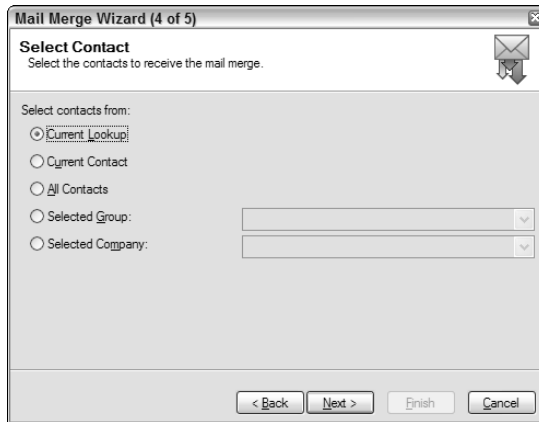 Mail Merge Wizard (4 of 5)
Select Contact
Select the contacts to receive the mail merge.
Select contacts from:
Current Lookup
Current Contact
All Contacts
Selected Group:
Selected Company:
< Back Next > Finish Cancel